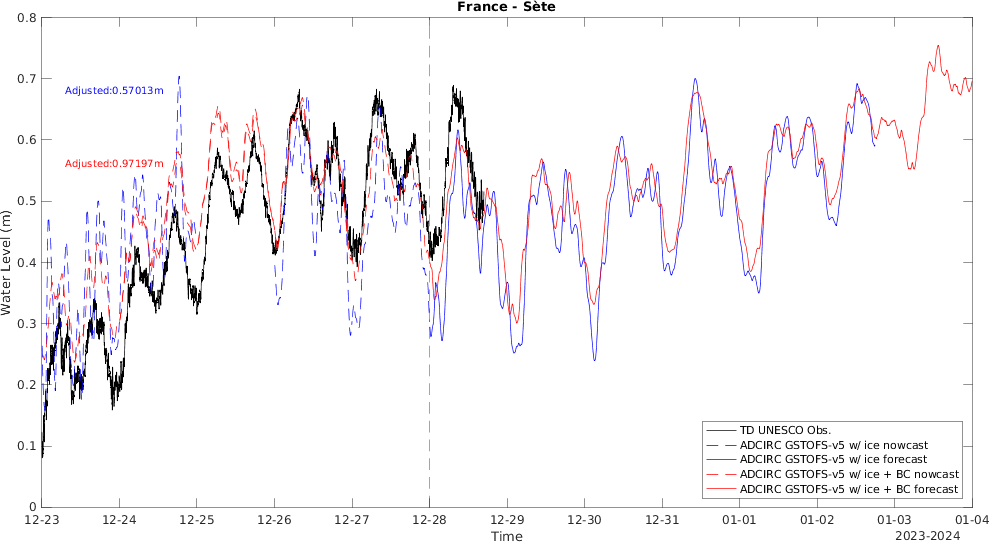 France - Sète
0.8
0.7
0.6
0.5
0.4
0.3
0.2
0.1
0
Water Level (m)
Adjusted:0.57013m
Adjusted:0.97197m
TD UNESCO Obs.
ADCIRC GSTOFS-v5 w/ ice nowcast
ADCIRC GSTOFS-v5 w/ ice forecast
ADCIRC GSTOFS-v5 w/ ice + BC nowcast
ADCIRC GSTOFS-v5 w/ ice + BC forecast
12-23 12-24 12-25 12-26 12-27 12-28 12-29 12-30 12-31 01-01 01-02 01-03 01-04
Time
2023-2024